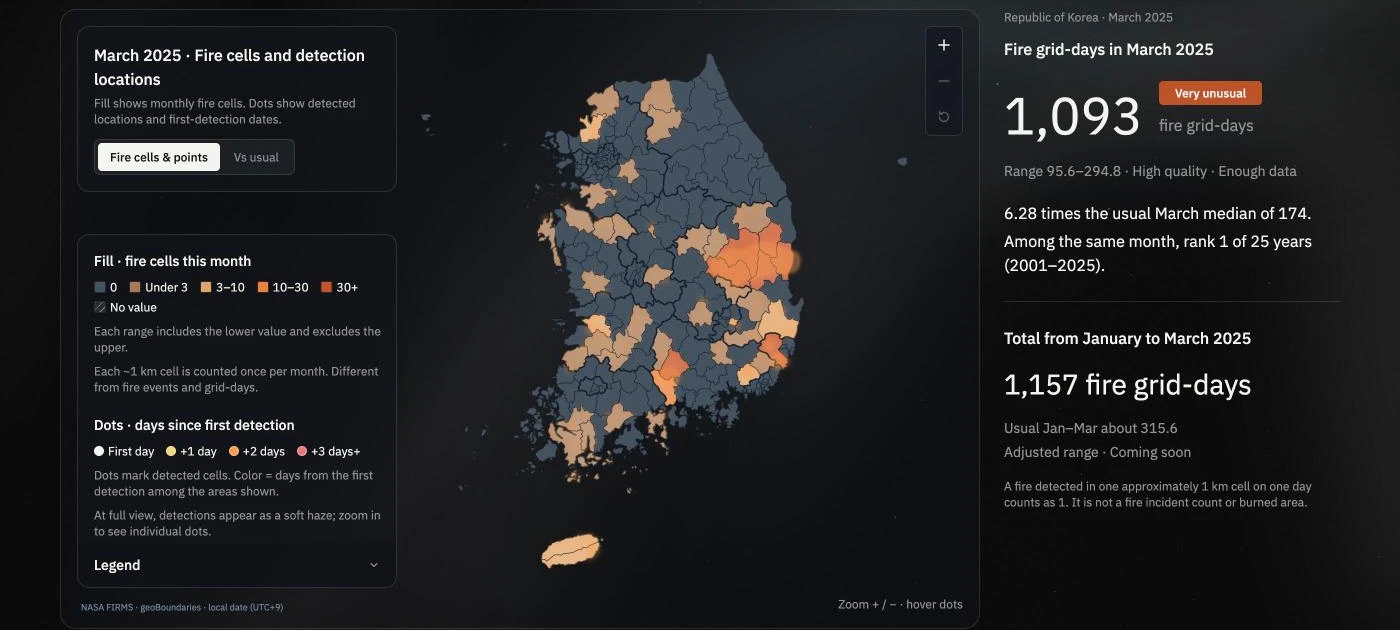 March 2025 · Fire cells and detection
locations
Fill shows monthly fire cells. Dots show detected
locations and first-detection dates.
Fire cells & points
Vs usual
Fill · fire cells this month
0
Under 3
3–10
10–30
30+
No value
Each range includes the lower value and excludes the
upper.
Each ~1 km cell is counted once per month. Different
from fire events and grid-days.
Dots · days since first detection
First day
+1 day
+2 days
+3 days+
Dots mark detected cells. Color = days from the first
detection among the areas shown.
At full view, detections appear as a soft haze; zoom in
to see individual dots.
Legend
NASA FIRMS · geoBoundaries · local date (UTC+9)
+
−
Zoom + / − · hover dots
Republic of Korea · March 2025
Fire grid-days in March 2025
1,093
Very unusual
fire grid-days
Range 95.6–294.8 · High quality · Enough data
6.28 times the usual March median of 174.
Among the same month, rank 1 of 25 years
(2001–2025).
Total from January to March 2025
1,157 fire grid-days
Usual Jan–Mar about 315.6
Adjusted range · Coming soon
A fire detected in one approximately 1 km cell on one day
counts as 1. It is not a fire incident count or burned area.